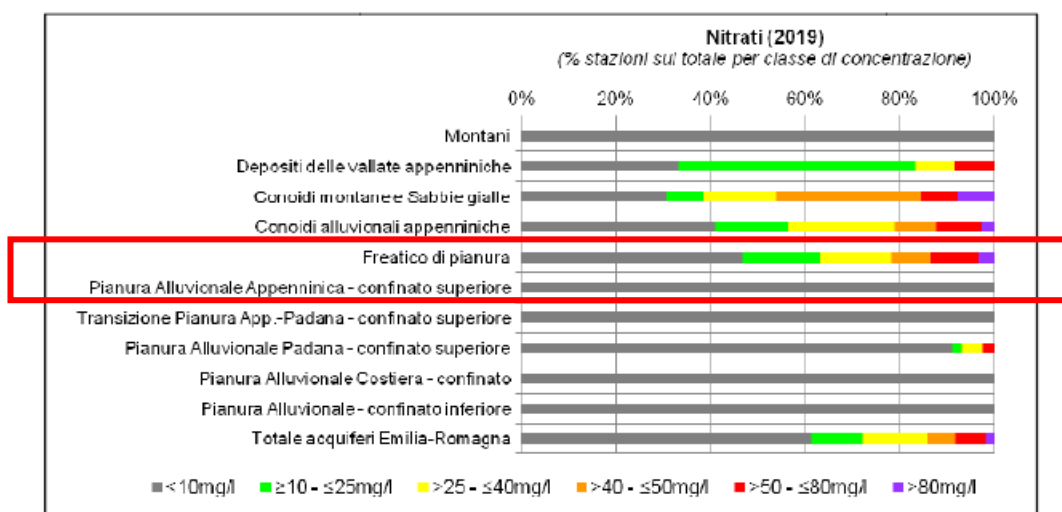 Nitrati (2019)
(% stazioni sul totale per classe di concentrazione)
0% 20% 40% 60% 80% 100%
Montani
Depositi delle vallate appenniniche
Conoidi montane e Sabbie gialle
Conoidi alluvionali appenniniche
Freatico di pianura
Pianura Alluvionale Appenninica - confinato superiore
Transizione Pianura App.-Padana - confinato superiore
Pianura Alluvionale Padana - confinato superiore
Pianura Alluvionale Costiera - confinato
Pianura Alluvionale - confinato inferiore
Totale acquiferi Emilia-Romagna
<10mg/l ≥10 - ≤25mg/l >25 - ≤40mg/l >40 - ≤50mg/l >50 - ≤80mg/l >80mg/l